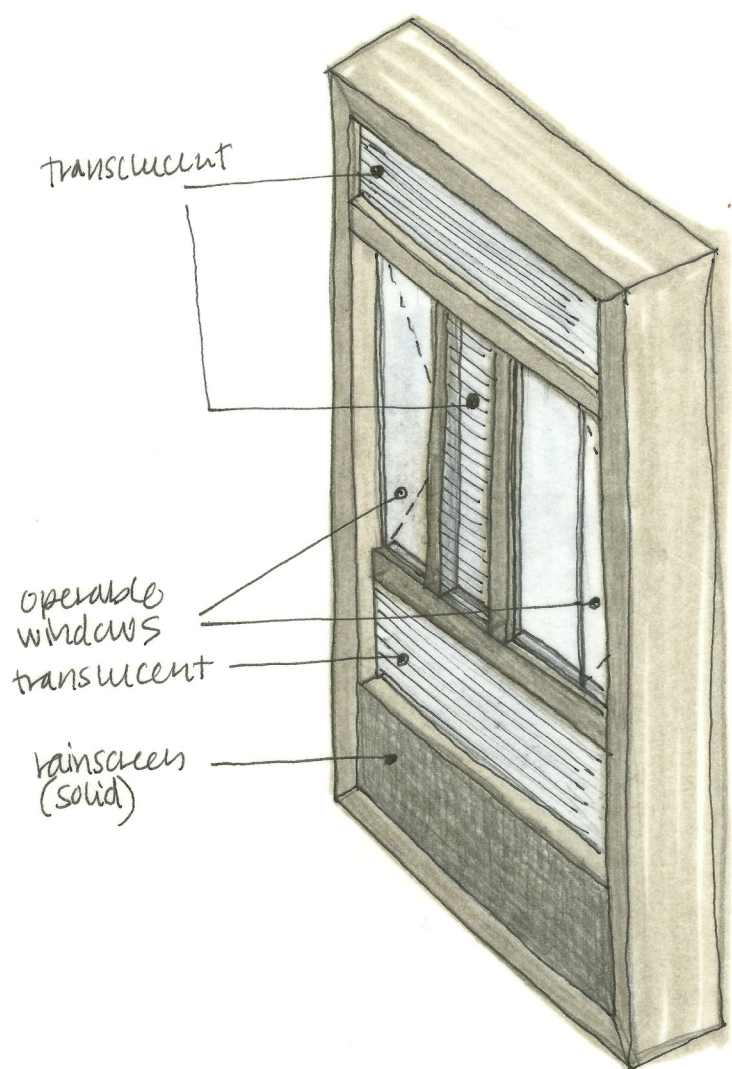 translucent
operable
windows
translucent
rainscreen
(solid)